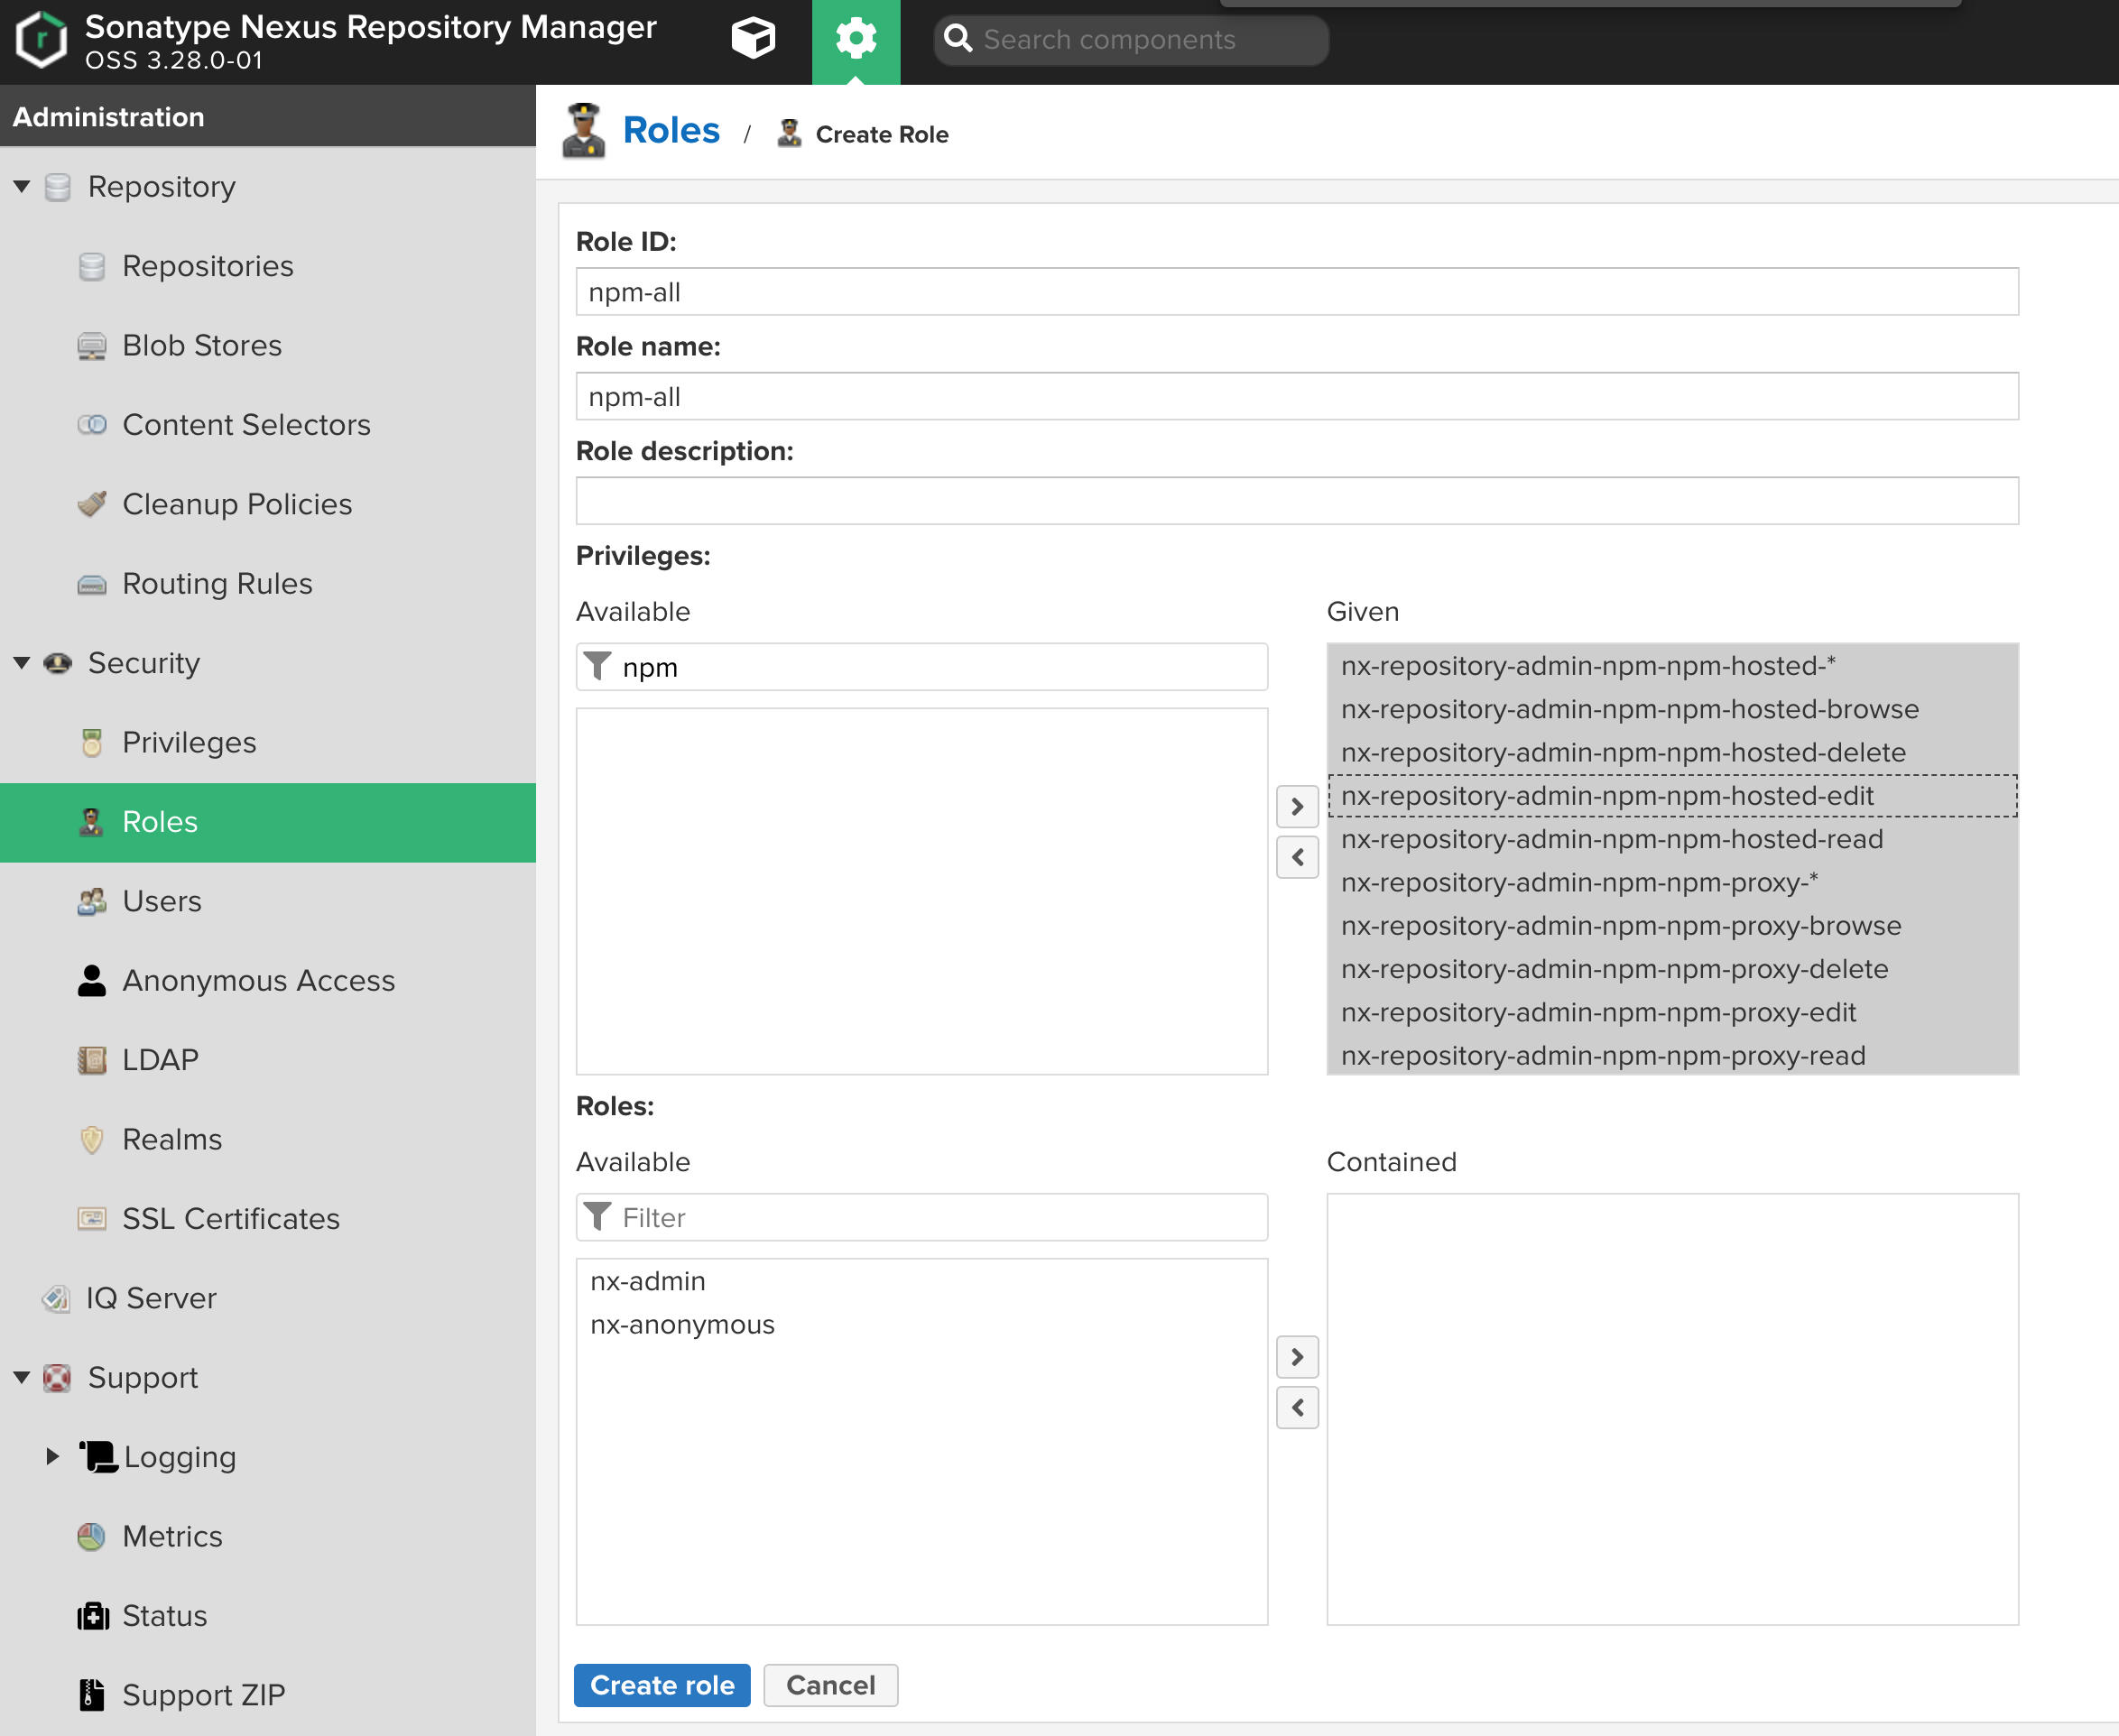 Sonatype Nexus Repository Manager
OSS 3.28.0-01
Search components
Administration
Repository
Repositories
Blob Stores
Content Selectors
Cleanup Policies
Routing Rules
Security
Privileges
Roles
Users
Anonymous Access
LDAP
Realms
SSL Certificates
IQ Server
Support
Logging
Metrics
Status
Support ZIP
Roles / Create Role
Role ID:
npm-all
Role name:
npm-all
Role description:
Privileges:
Available
npm
Given
nx-repository-admin-npm-npm-hosted-*
nx-repository-admin-npm-npm-hosted-browse
nx-repository-admin-npm-npm-hosted-delete
nx-repository-admin-npm-npm-hosted-edit
nx-repository-admin-npm-npm-hosted-read
nx-repository-admin-npm-npm-proxy-*
nx-repository-admin-npm-npm-proxy-browse
nx-repository-admin-npm-npm-proxy-delete
nx-repository-admin-npm-npm-proxy-edit
nx-repository-admin-npm-npm-proxy-read
Roles:
Available
Filter
nx-admin
nx-anonymous
Contained
Create role
Cancel